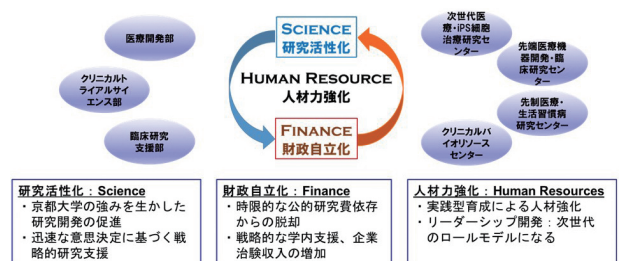 医療開発部
クリニカルト
ライアルサイ
エンス部
臨床研究
支援部
SCIENCE
研究活性化
HUMAN RESOURCE
人材力強化
FINANCE
財政自立化
次世代医
療・iPS細胞
治療研究セ
ンター
先端医療機
器開発・臨
床研究セン
ター
先制医療・
生活習慣病
研究センター
クリニカルバ
イオリソース
センター
研究活性化：Science
・京都大学の強みを生かした
研究開発の促進
・迅速な意思決定に基づく戦
略的研究支援
財政自立化：Finance
・時限的な公的研究費依存
からの脱却
・戦略的な学内支援、企業
治験収入の増加
人材力強化：Human Resources
・実践型育成による人材強化
・リーダーシップ開発：次世代
のロールモデルになる